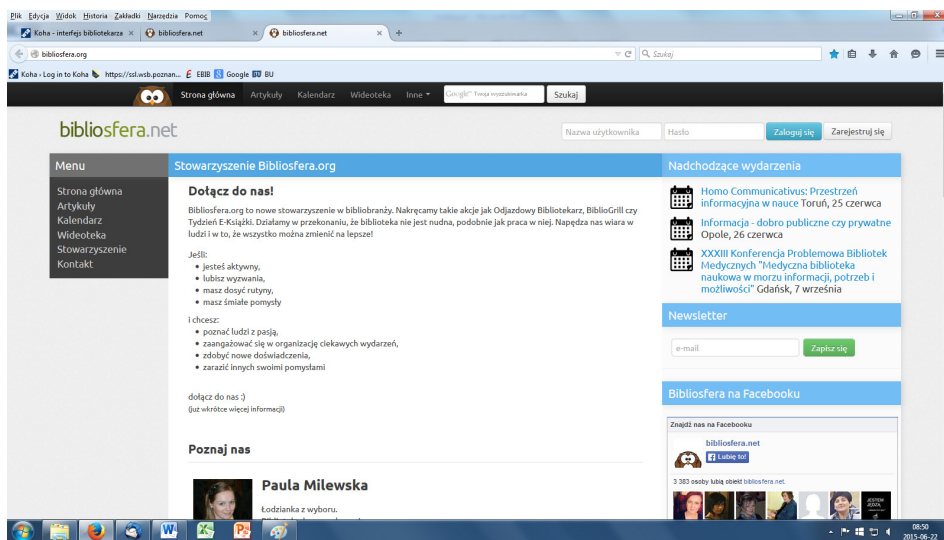 Plik Edycja Widok Historia Zakładki Narzędzia Pomoc
Koha - interfejs bibliotekarza
bibliosfera.net
bibliosfera.net
bibliosfera.org
Szukaj
Koha › Log in to Koha
https://ssl.wsb.poznan...
EBIB
Google
BU
Strona główna
Artykuły
Kalendarz
Wideoteka
Inne
Google Twoja wyszukiwarka
Szukaj
bibliosfera.net
Nazwa użytkownika
Hasło
Zaloguj się
Zarejestruj się
Menu
Strona główna
Artykuły
Kalendarz
Wideoteka
Stowarzyszenie
Kontakt
Stowarzyszenie Bibliosfera.org
Dołącz do nas!
Bibliosfera.org to nowe stowarzyszenie w bibliobranży. Nakręcamy takie akcje jak Odjazdowy Bibliotekarz, BiblioGrill czy
Tydzień E-Książki. Działamy w przekonaniu, że biblioteka nie jest nudna, podobnie jak praca w niej. Napędza nas wiara w
ludzi i w to, że wszystko można zmienić na lepsze!
Jeśli:
• jesteś aktywny,
• lubisz wyzwania,
• masz dosyć rutyny,
• masz śmiałe pomysły
i chcesz:
• poznać ludzi z pasją,
• zaangażować się w organizację ciekawych wydarzeń,
• zdobyć nowe doświadczenia,
• zarazić innych swoimi pomysłami
dołącz do nas :)
(już wkrótce więcej informacji)
Poznaj nas
Paula Milewska
Łodzianka z wyboru.
Nadchodzące wydarzenia
Homo Communicativus: Przestrzeń
informacyjna w nauce Toruń, 25 czerwca
Informacja - dobro publiczne czy prywatne
Opole, 26 czerwca
XXXIII Konferencja Problemowa Bibliotek
Medycznych "Medyczna biblioteka
naukowa w morzu informacji, potrzeb i
możliwości" Gdańsk, 7 września
Newsletter
e-mail
Zapisz się
Bibliosfera na Facebooku
Znajdź nas na Facebooku
bibliosfera.net
Lubię to!
3 383 osoby lubią obiekt bibliosfera.net.
JESTEM
JĘDZĄ,
08:50
2015-06-22